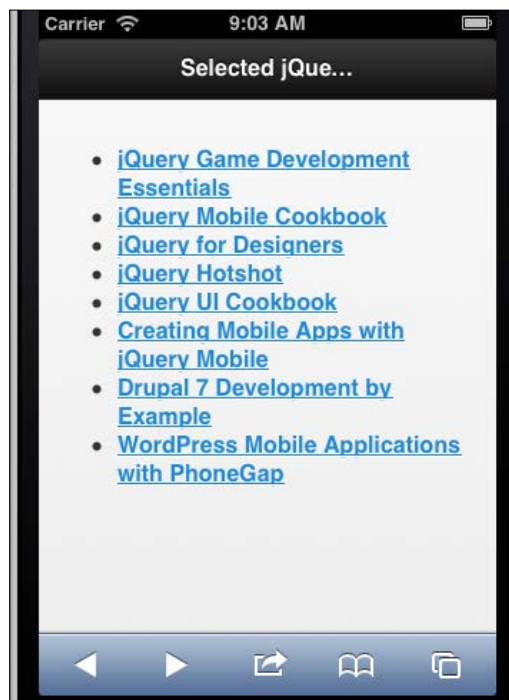 Carrier 9:03 AM
Selected jQue...
jQuery Game Development
Essentials
jQuery Mobile Cookbook
jQuery for Designers
jQuery Hotshot
jQuery UI Cookbook
Creating Mobile Apps with
jQuery Mobile
Drupal 7 Development by
Example
WordPress Mobile Applications
with PhoneGap